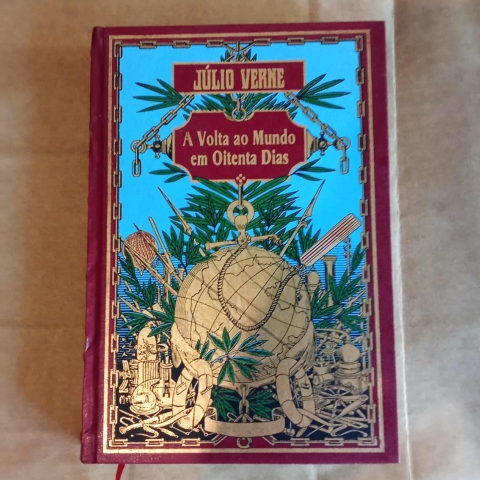 JÚLIO VERNE
A Volta ao Mundo
em Oitenta Dias